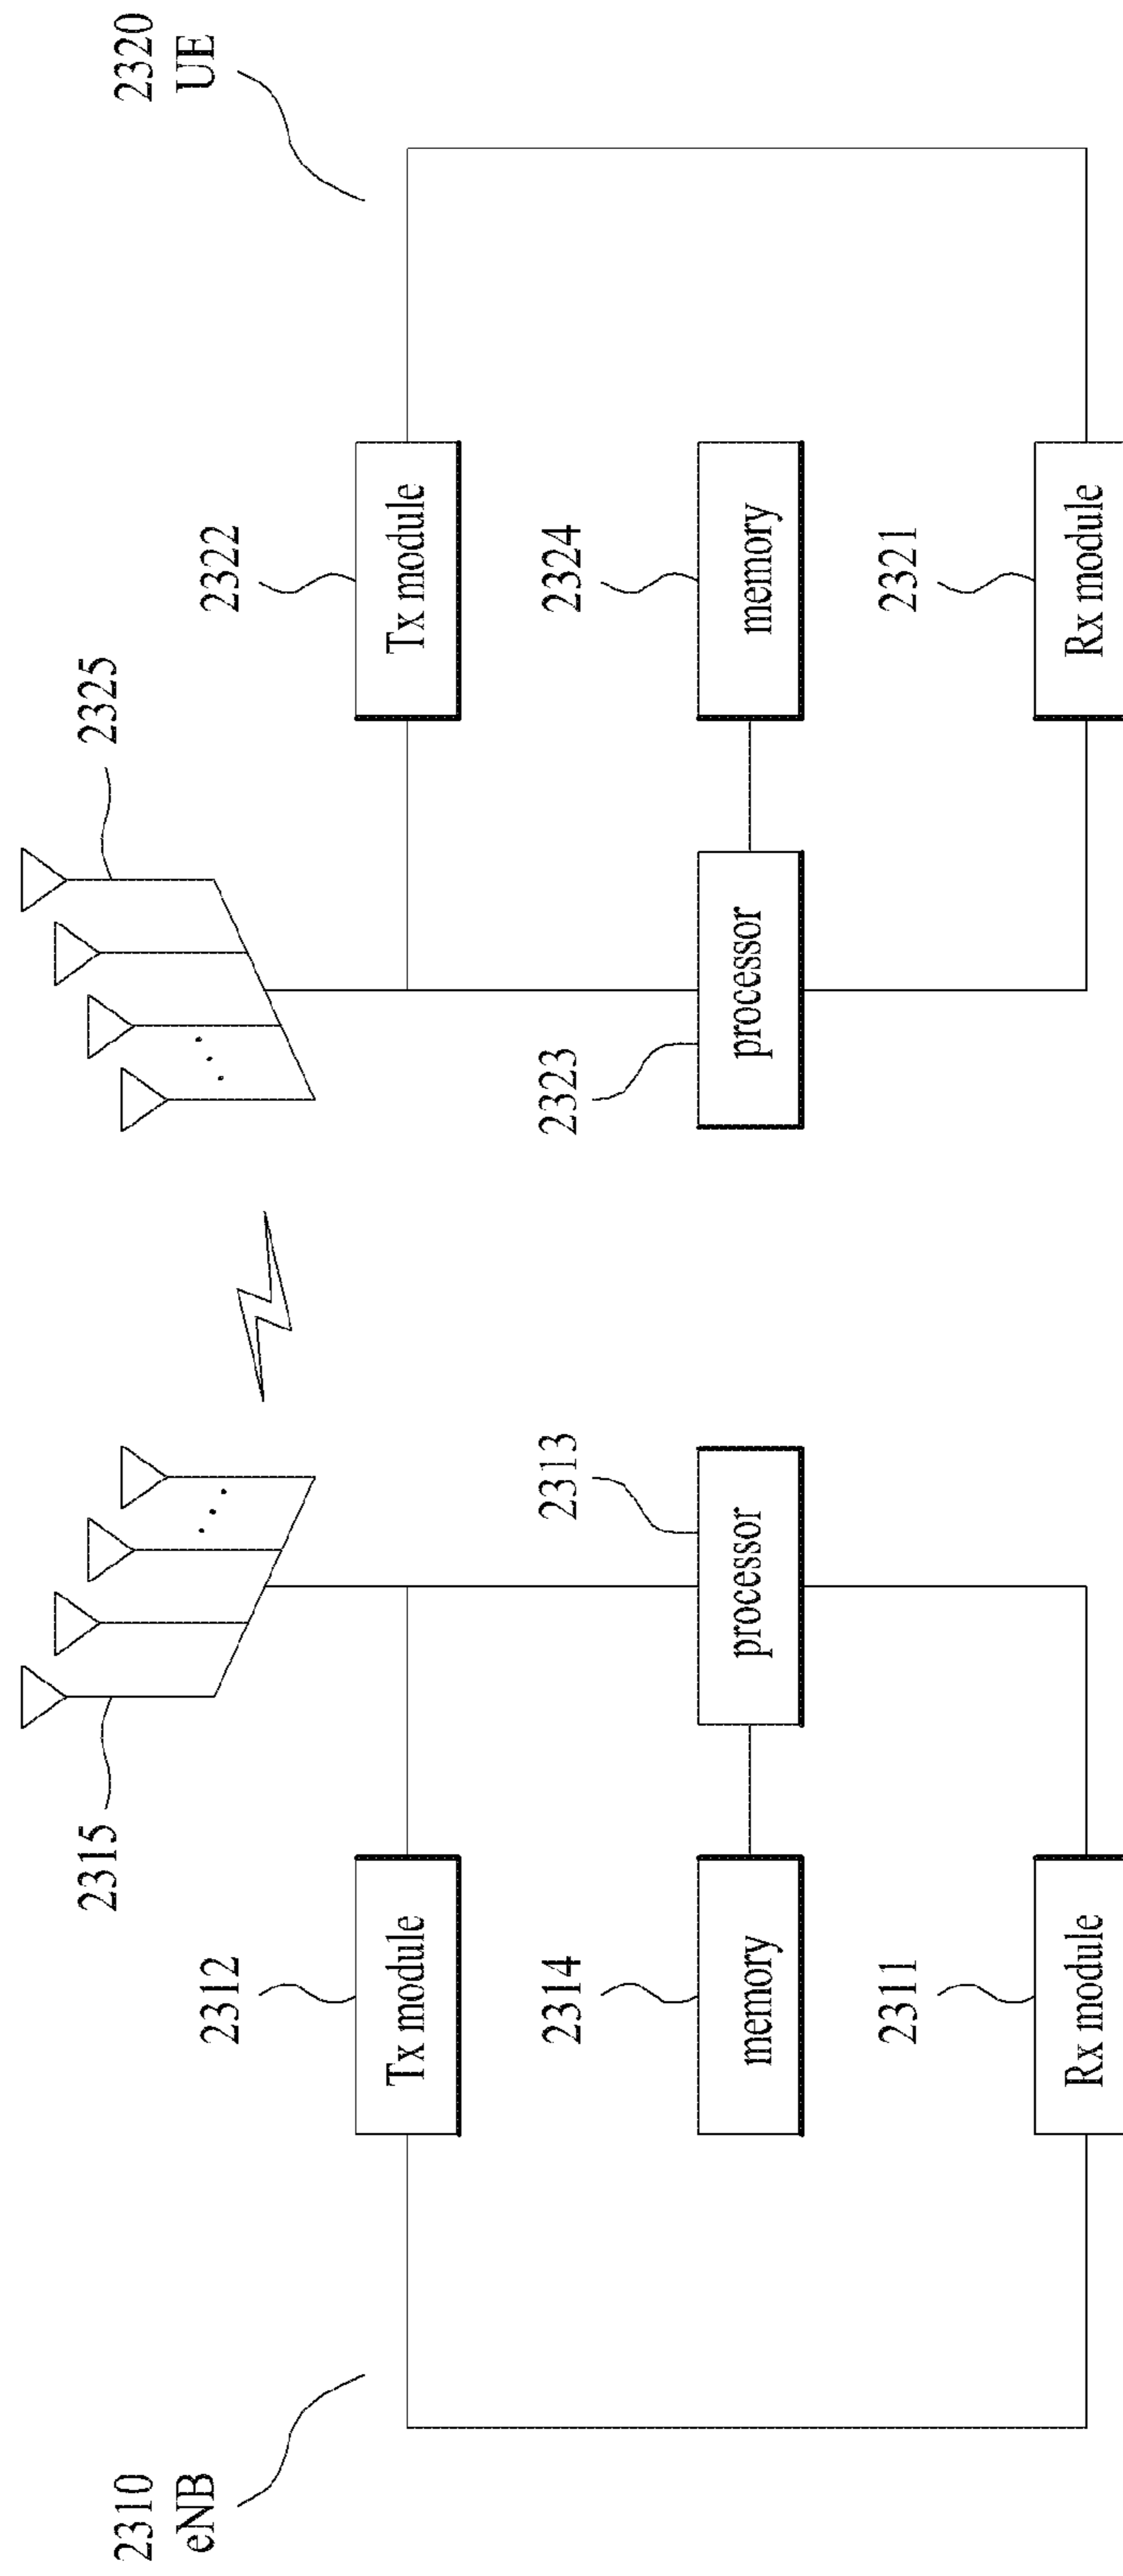 2310
eNB
2315
2312
Tx module
2313
2314
memory
processor
2311
Rx module
2320
UE
2325
2322
Tx module
2323
2324
processor
memory
2321
Rx module